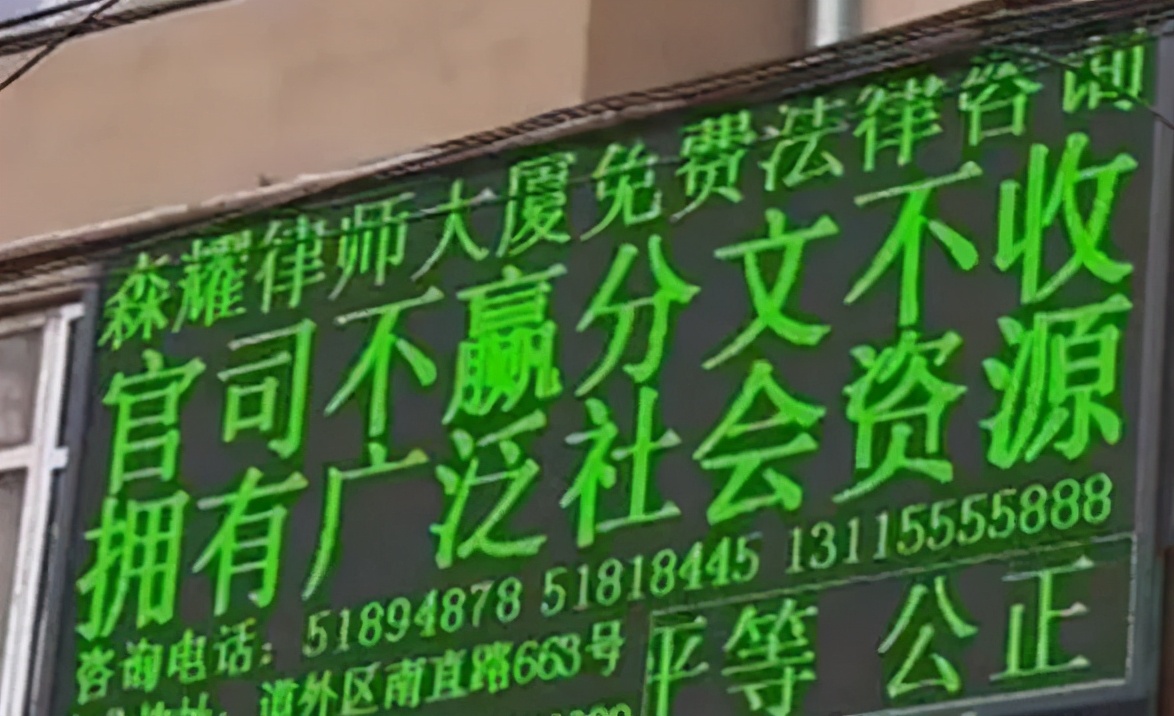 森耀律师大厦免费法律咨询
官司不赢分文不收
拥有广泛社会资源
咨询电话：51894878 51818445 13115555888
道外区南直路663号
平等 公正